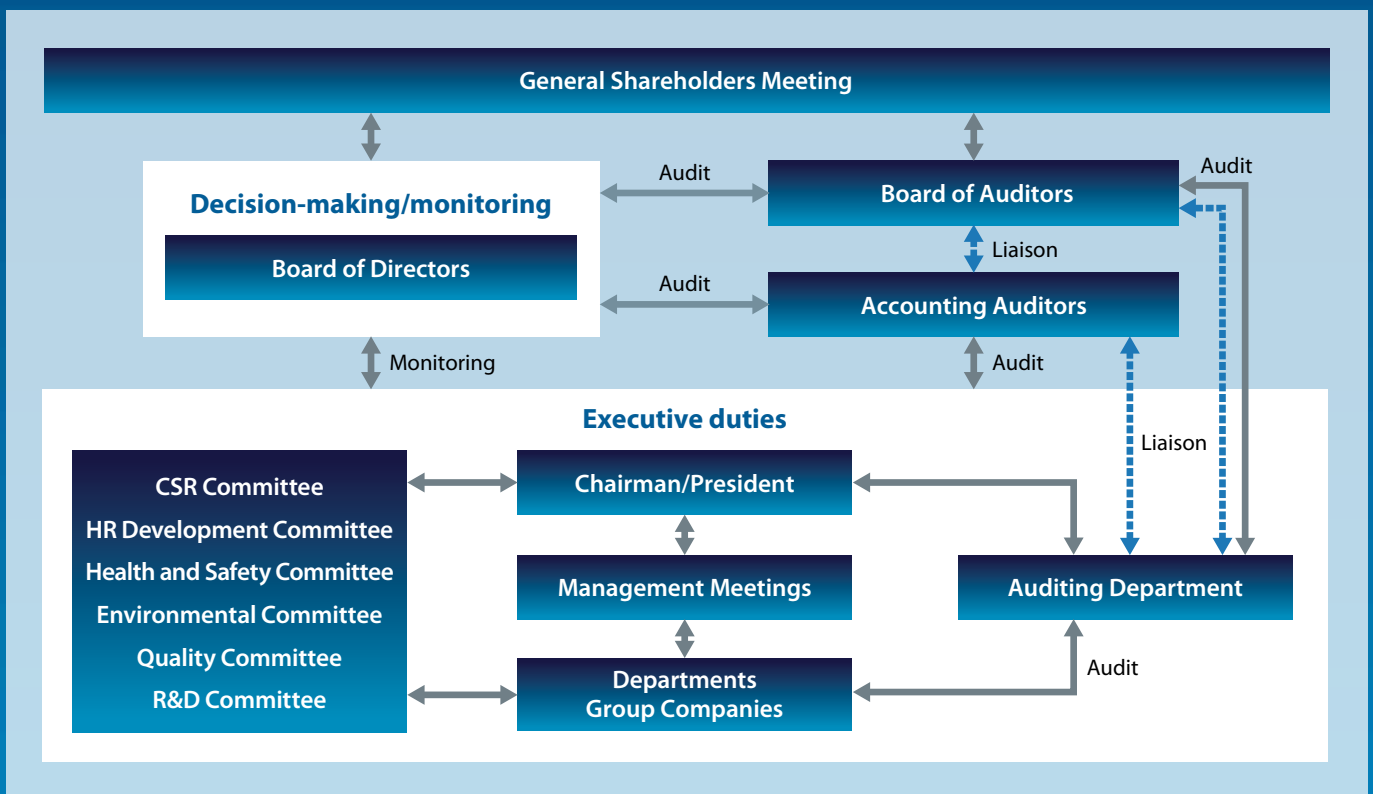 General Shareholders Meeting
Audit
Audit
Board of Auditors
Decision-making/monitoring
Liaison
Board of Directors
Audit
Accounting Auditors
Monitoring
Audit
Executive duties
Liaison
CSR Committee
HR Development Committee
Health and Safety Committee
Environmental Committee
Quality Committee
R&D Committee
Chairman/President
Management Meetings
Auditing Department
Departments
Group Companies
Audit